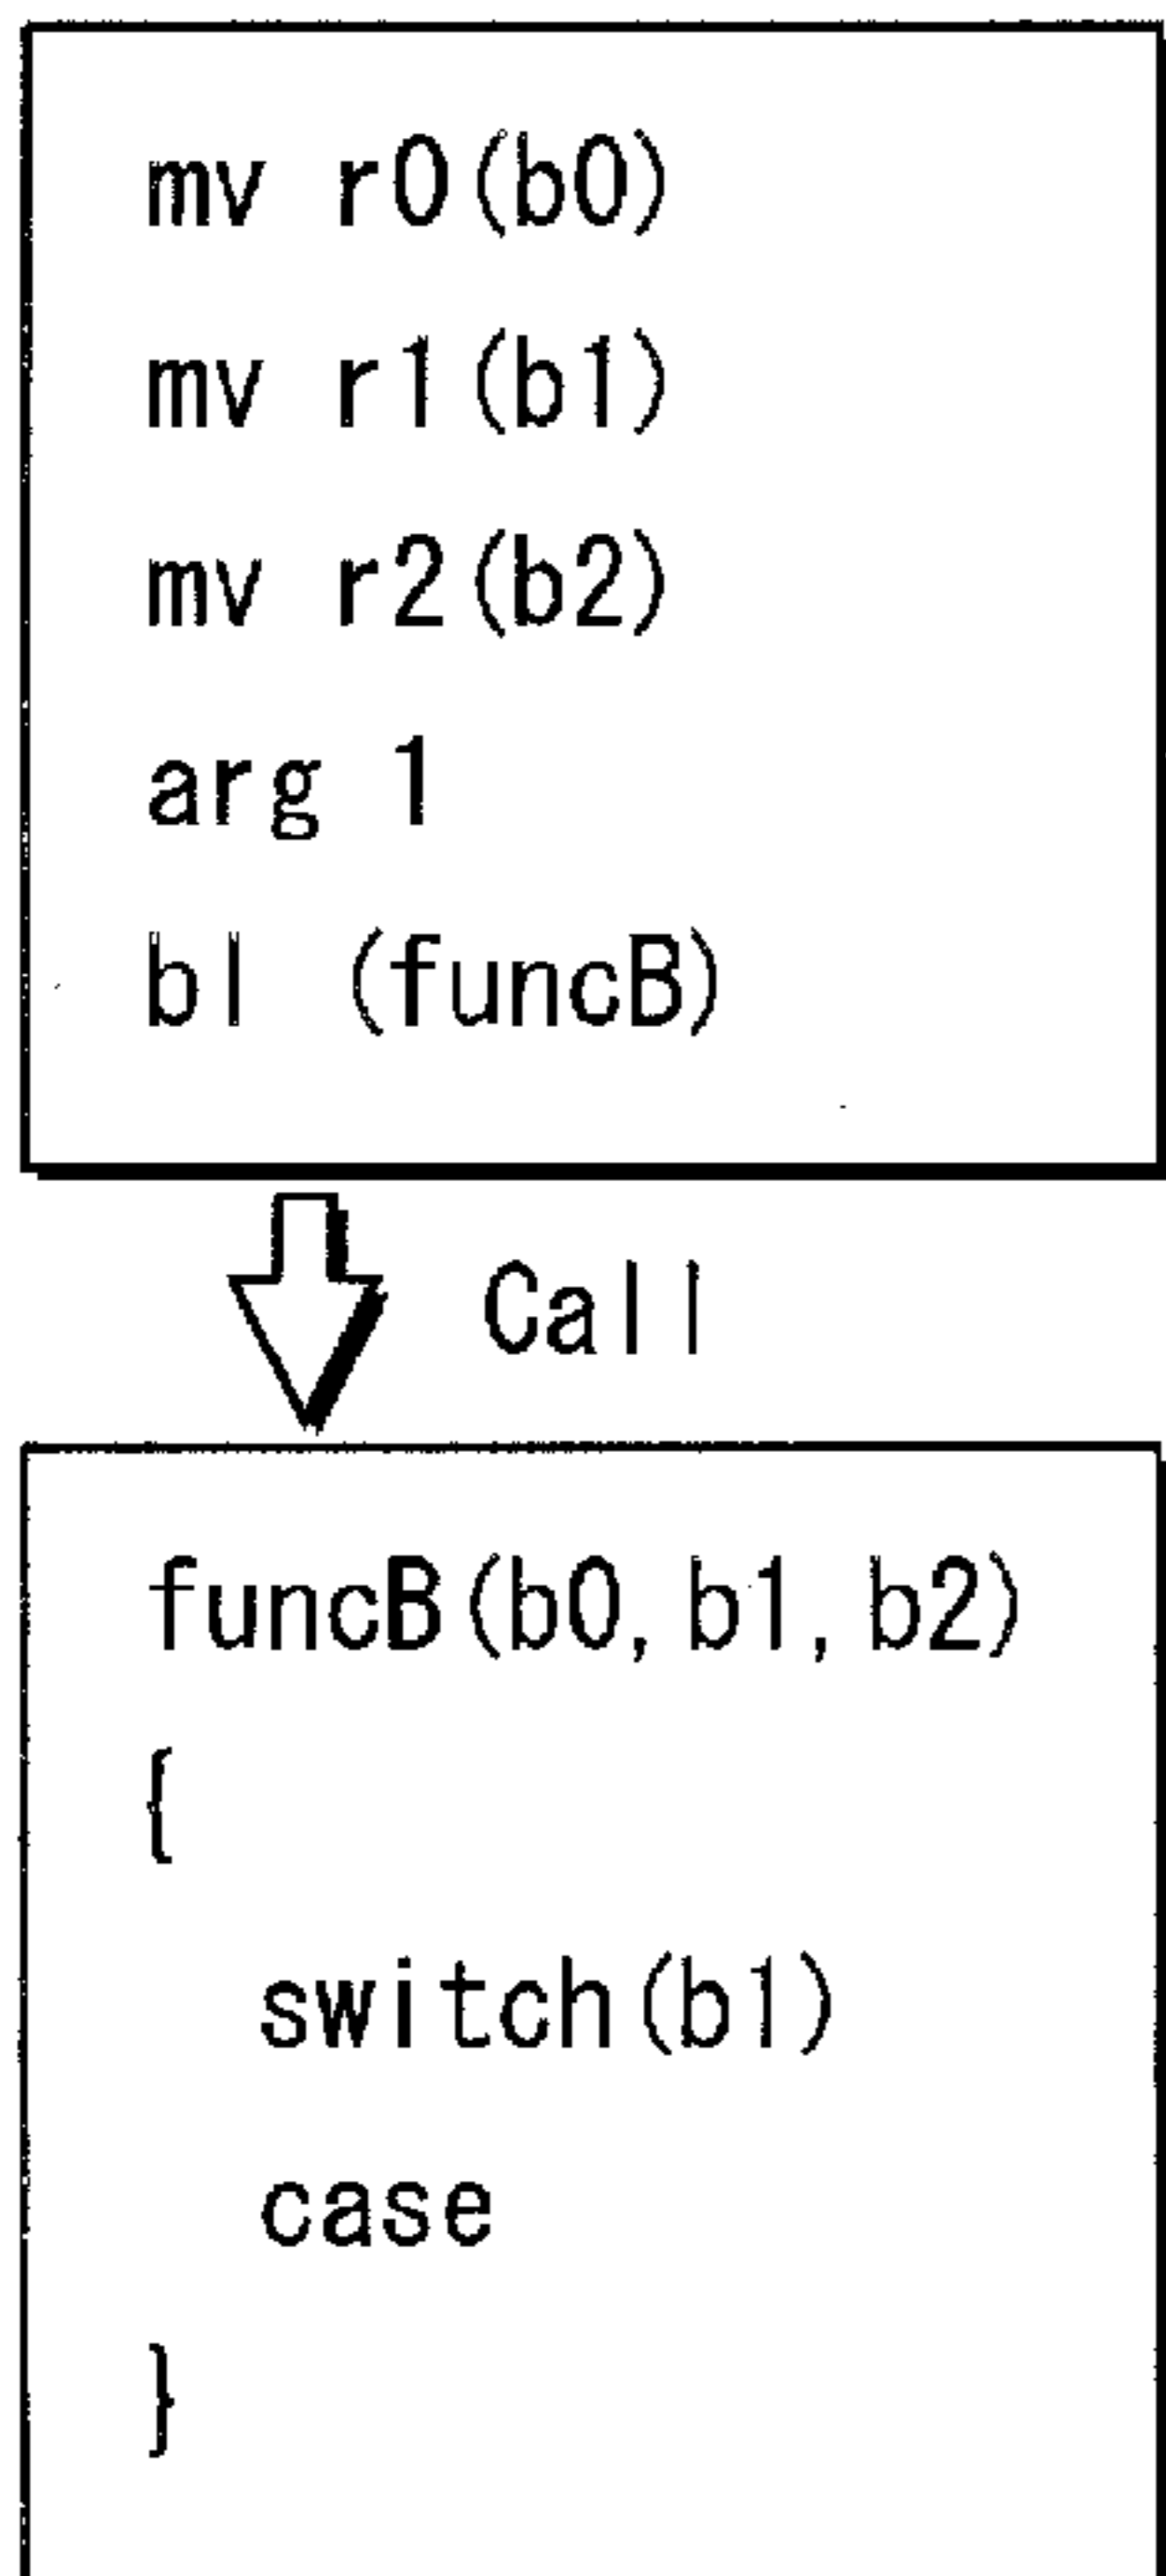 mv r0(b0)
mv r1(b1)
mv r2(b2)
arg 1
bl (funcB)
Call
funcB(b0, b1, b2)
{
switch(b1)
case
}